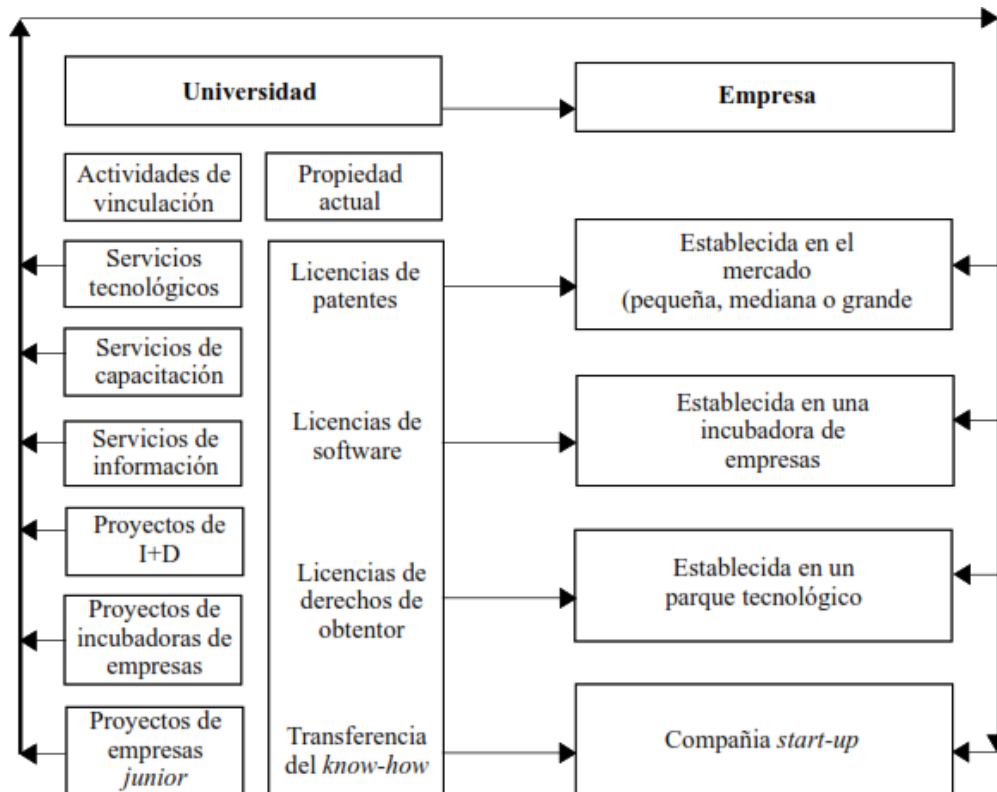 Universidad
Empresa
Actividades de
vinculación
Propiedad
actual
Servicios
tecnológicos
Servicios de
capacitación
Servicios de
información
Proyectos de
I+D
Proyectos de
incubadoras de
empresas
Proyectos de
empresas
junior
Licencias de
patentes
Licencias de
software
Licencias de
derechos de
obtentor
Transferencia
del know-how
Establecida en el
mercado
(pequeña, mediana o grande
Establecida en una
incubadora de
empresas
Establecida en un
parque tecnológico
Compañia start-up